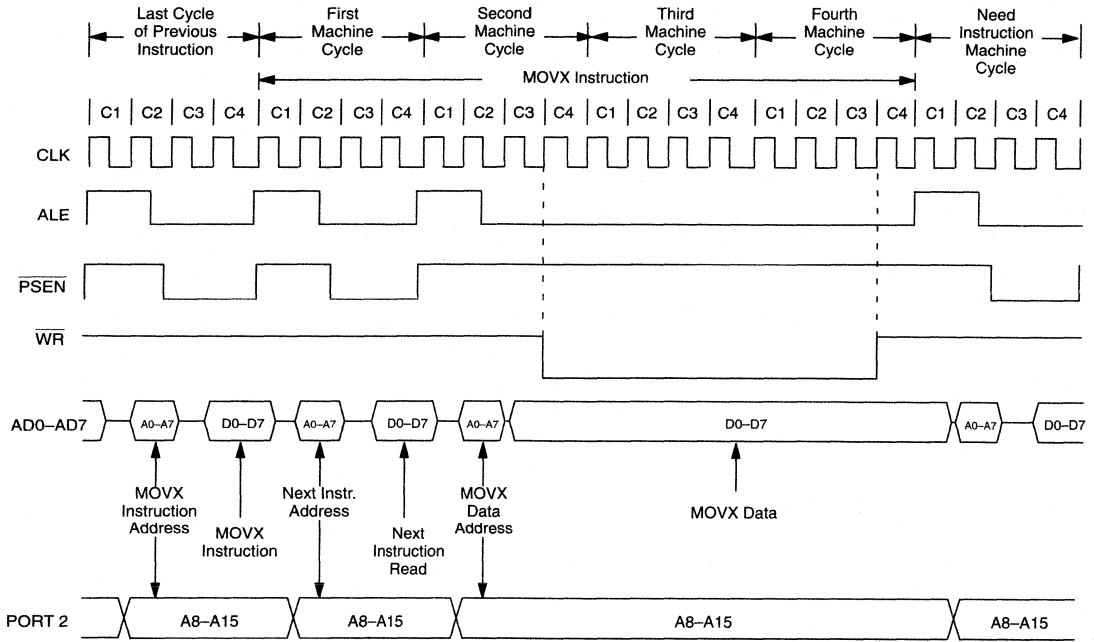 Last Cycle
of Previous
Instruction
First
Machine
Cycle
Second
Machine
Cycle
Third
Machine
Cycle
Fourth
Machine
Cycle
Need
Instruction
Machine
Cycle
MOVX Instruction
C1 C2 C3 C4 C1 C2 C3 C4 C1 C2 C3 C4 C1 C2 C3 C4 C1 C2 C3 C4 C1 C2 C3 C4
CLK
ALE
PSEN
WR
AD0–AD7
A0–A7 D0–D7 A0–A7 D0–D7 A0–A7 D0–D7 A0–A7 D0–D7
MOVX
Instruction
Address
MOVX
Instruction
Next Instr.
Address
Next
Instruction
Read
MOVX
Data
Address
MOVX Data
PORT 2
A8–A15 A8–A15 A8–A15 A8–A15